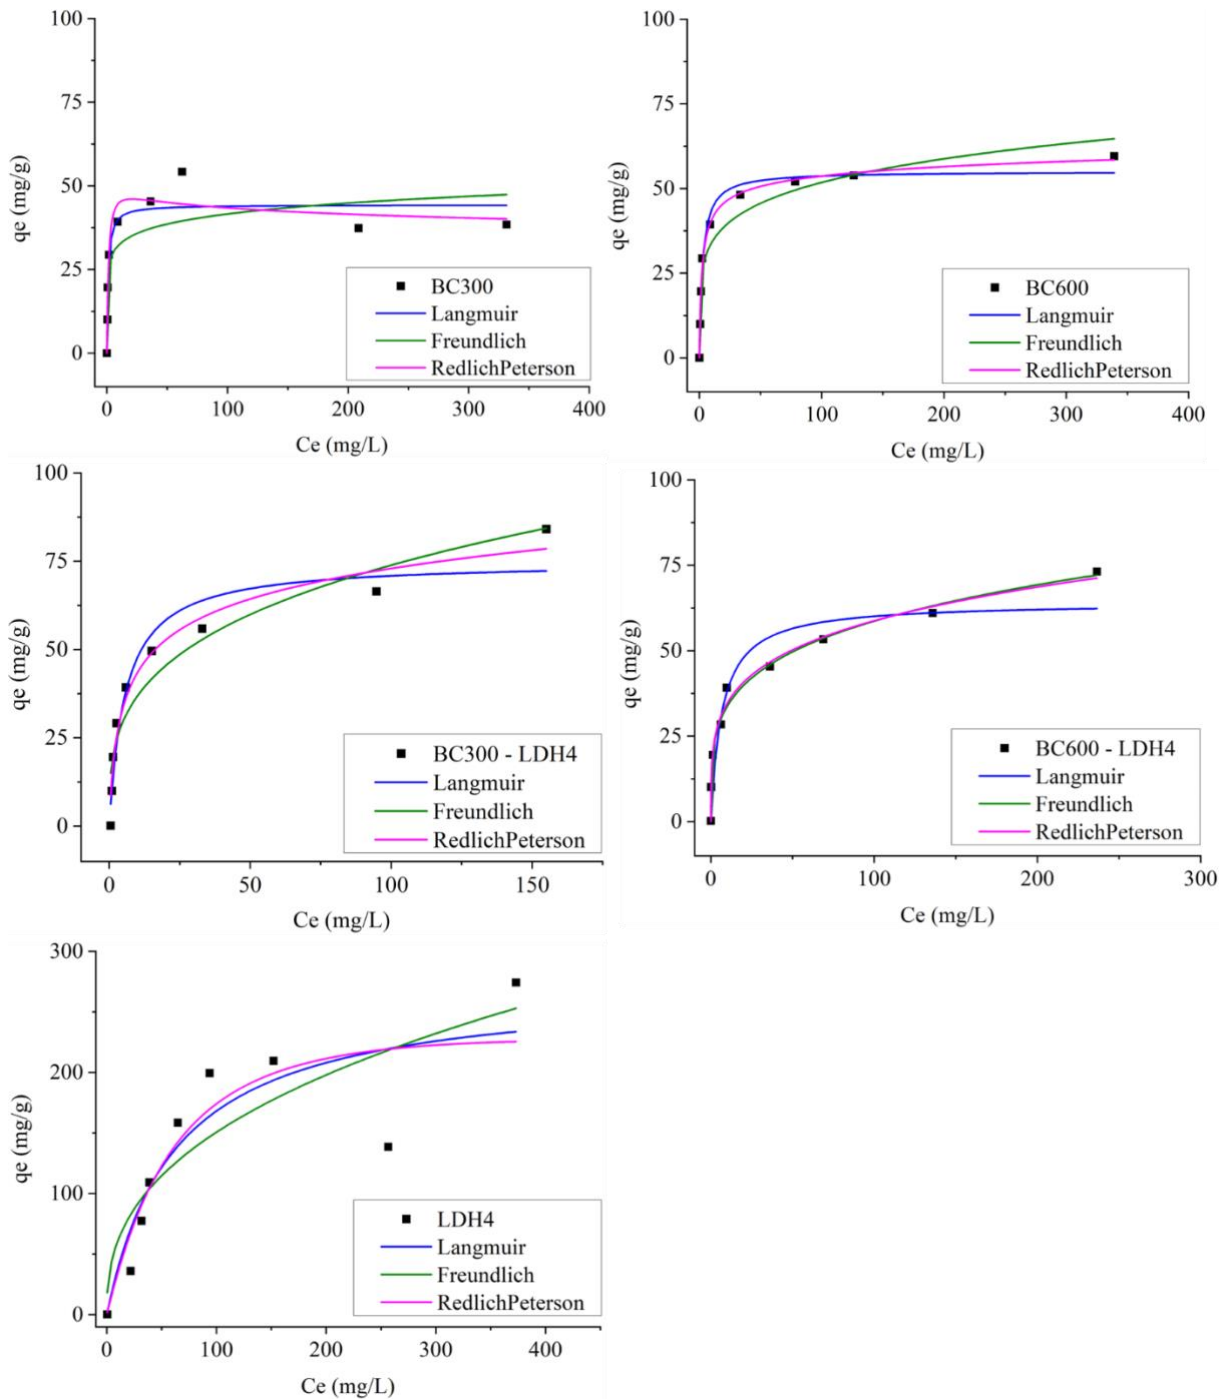 100
75
50
25
0
qe (mg/g)
BC300
Langmuir
Freundlich
RedlichPeterson
0 100 200 300 400
Ce (mg/L)
100
75
50
25
0
qe (mg/g)
BC600
Langmuir
Freundlich
RedlichPeterson
0 100 200 300 400
Ce (mg/L)
100
75
50
25
0
qe (mg/g)
BC300 - LDH4
Langmuir
Freundlich
RedlichPeterson
0 50 100 150
Ce (mg/L)
100
75
50
25
0
qe (mg/g)
BC600 - LDH4
Langmuir
Freundlich
RedlichPeterson
0 100 200 300
Ce (mg/L)
300
200
100
0
qe (mg/g)
LDH4
Langmuir
Freundlich
RedlichPeterson
0 100 200 300 400
Ce (mg/L)